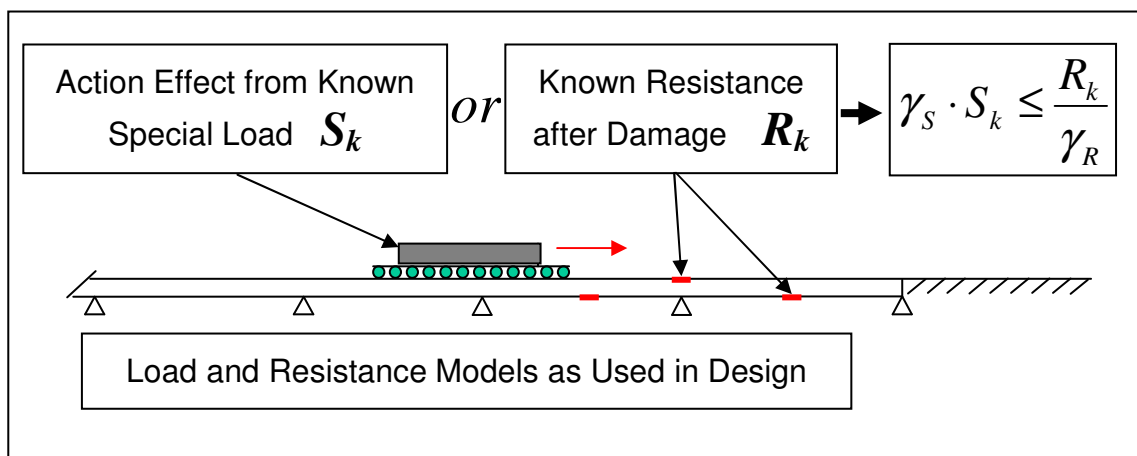 Action Effect from Known
Special Load S_k
or
Known Resistance
after Damage R_k
γ_S · S_k ≤ R_k / γ_R
Load and Resistance Models as Used in Design